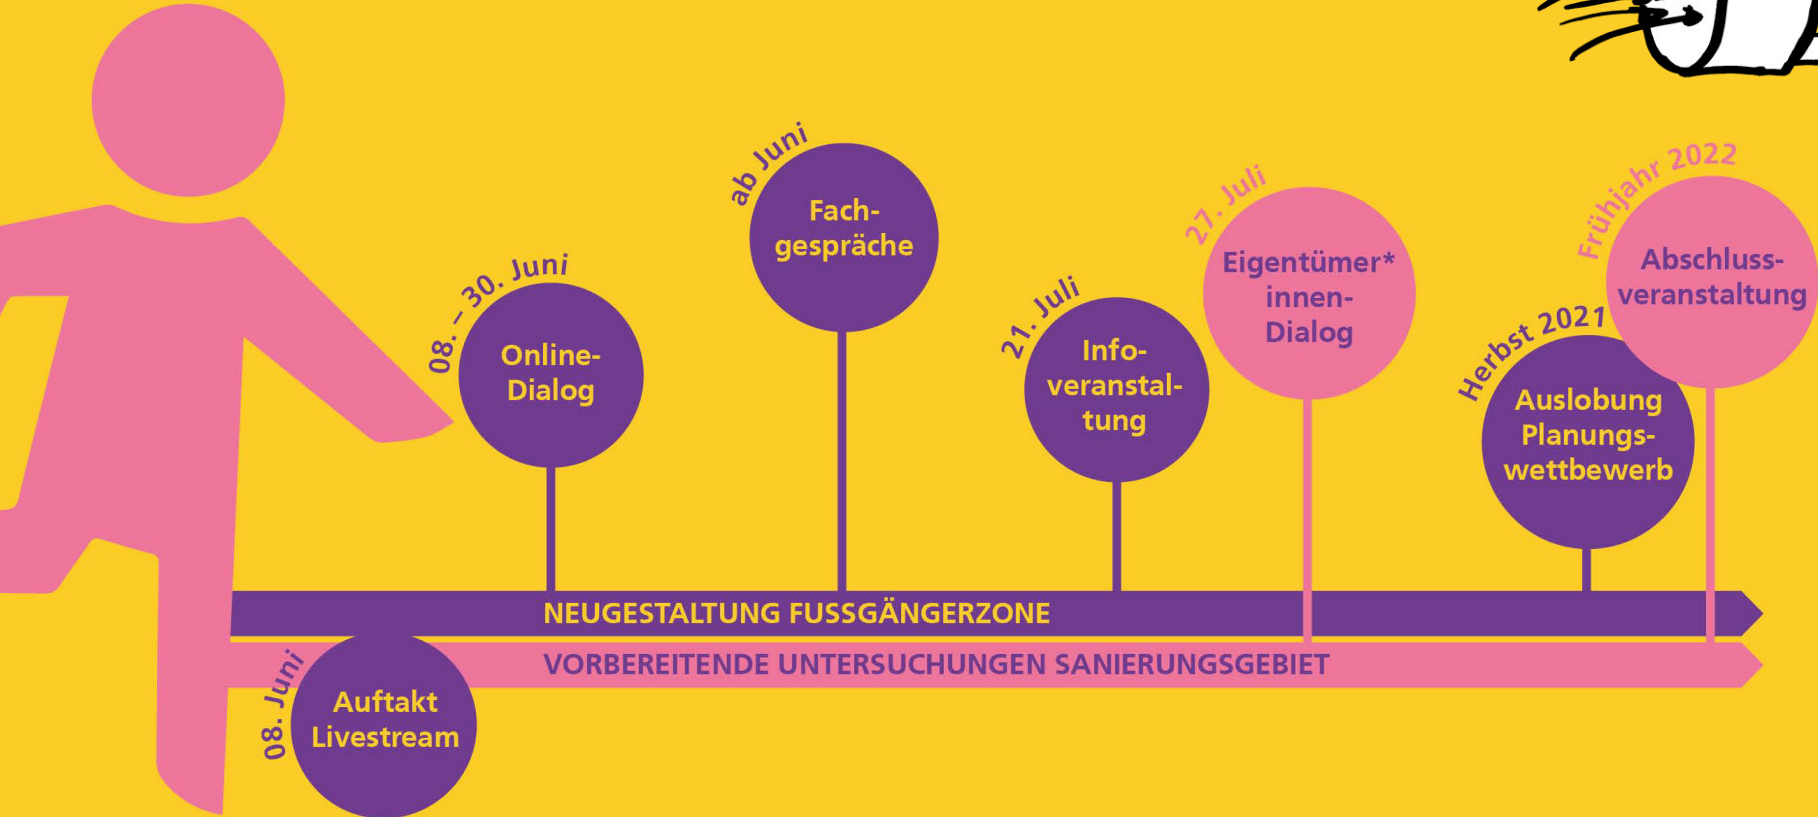 08. Juni
Auftakt
Livestream
08. – 30. Juni
Online-
Dialog
ab Juni
Fach-
gespräche
21. Juli
Info-
veranstal-
tung
27. Juli
Eigentümer*
innen-
Dialog
Herbst 2021
Auslobung
Planungs-
wettbewerb
Frühjahr 2022
Abschluss-
veranstaltung
NEUGESTALTUNG FUSSGÄNGERZONE
VORBEREITENDE UNTERSUCHUNGEN SANIERUNGSGEBIET